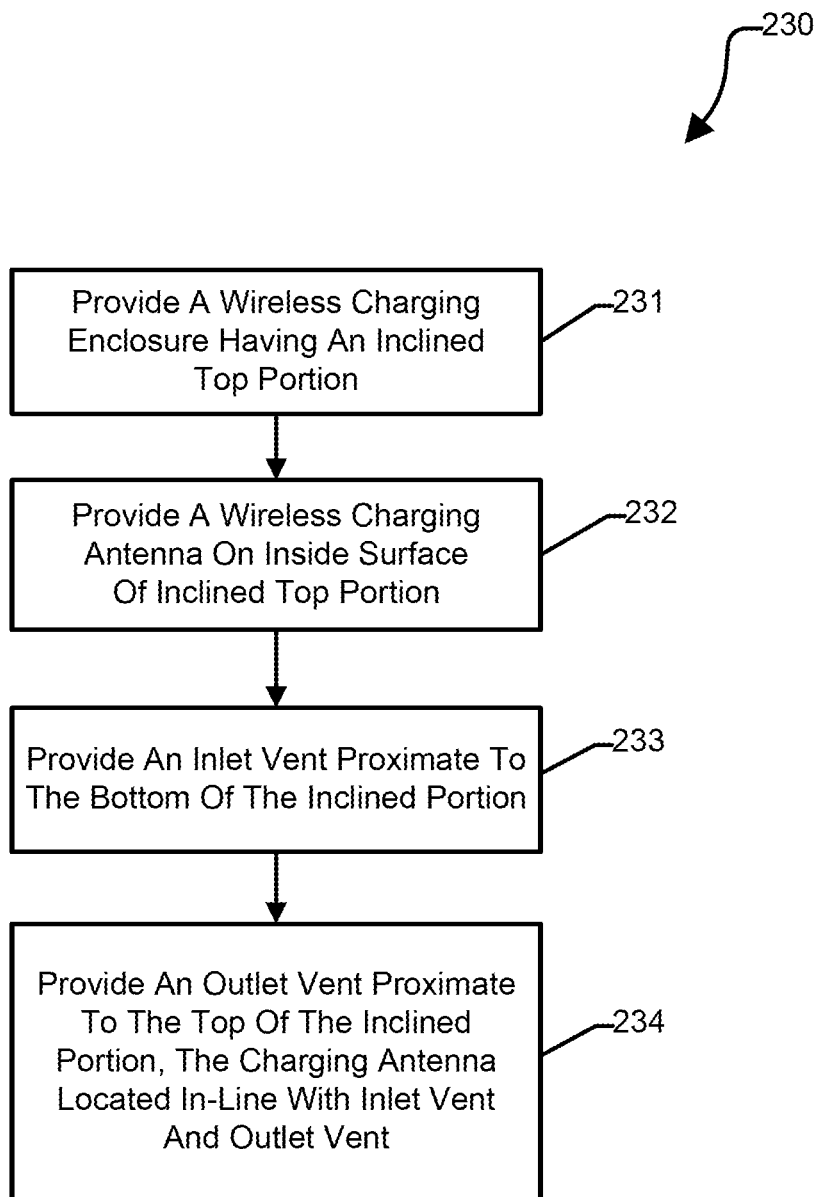 230
Provide A Wireless Charging
Enclosure Having An Inclined
Top Portion
231
Provide A Wireless Charging
Antenna On Inside Surface
Of Inclined Top Portion
232
Provide An Inlet Vent Proximate To
The Bottom Of The Inclined Portion
233
Provide An Outlet Vent Proximate
To The Top Of The Inclined
Portion, The Charging Antenna
Located In-Line With Inlet Vent
And Outlet Vent
234